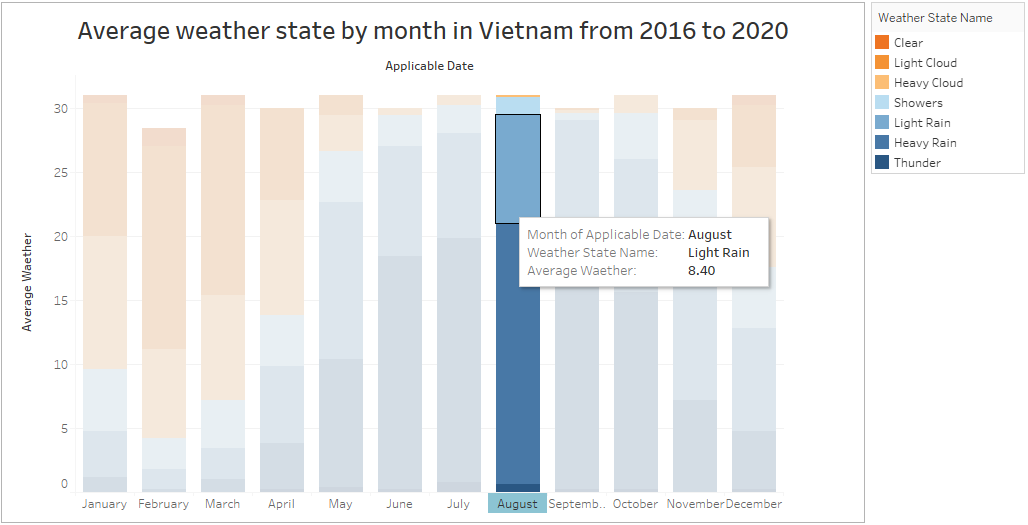 Average weather state by month in Vietnam from 2016 to 2020
Applicable Date
Average Waether
30
25
20
15
10
5
0
January February March April May June July August Septemb.. October November December
Month of Applicable Date: August
Weather State Name: Light Rain
Average Waether: 8.40
Weather State Name
Clear
Light Cloud
Heavy Cloud
Showers
Light Rain
Heavy Rain
Thunder